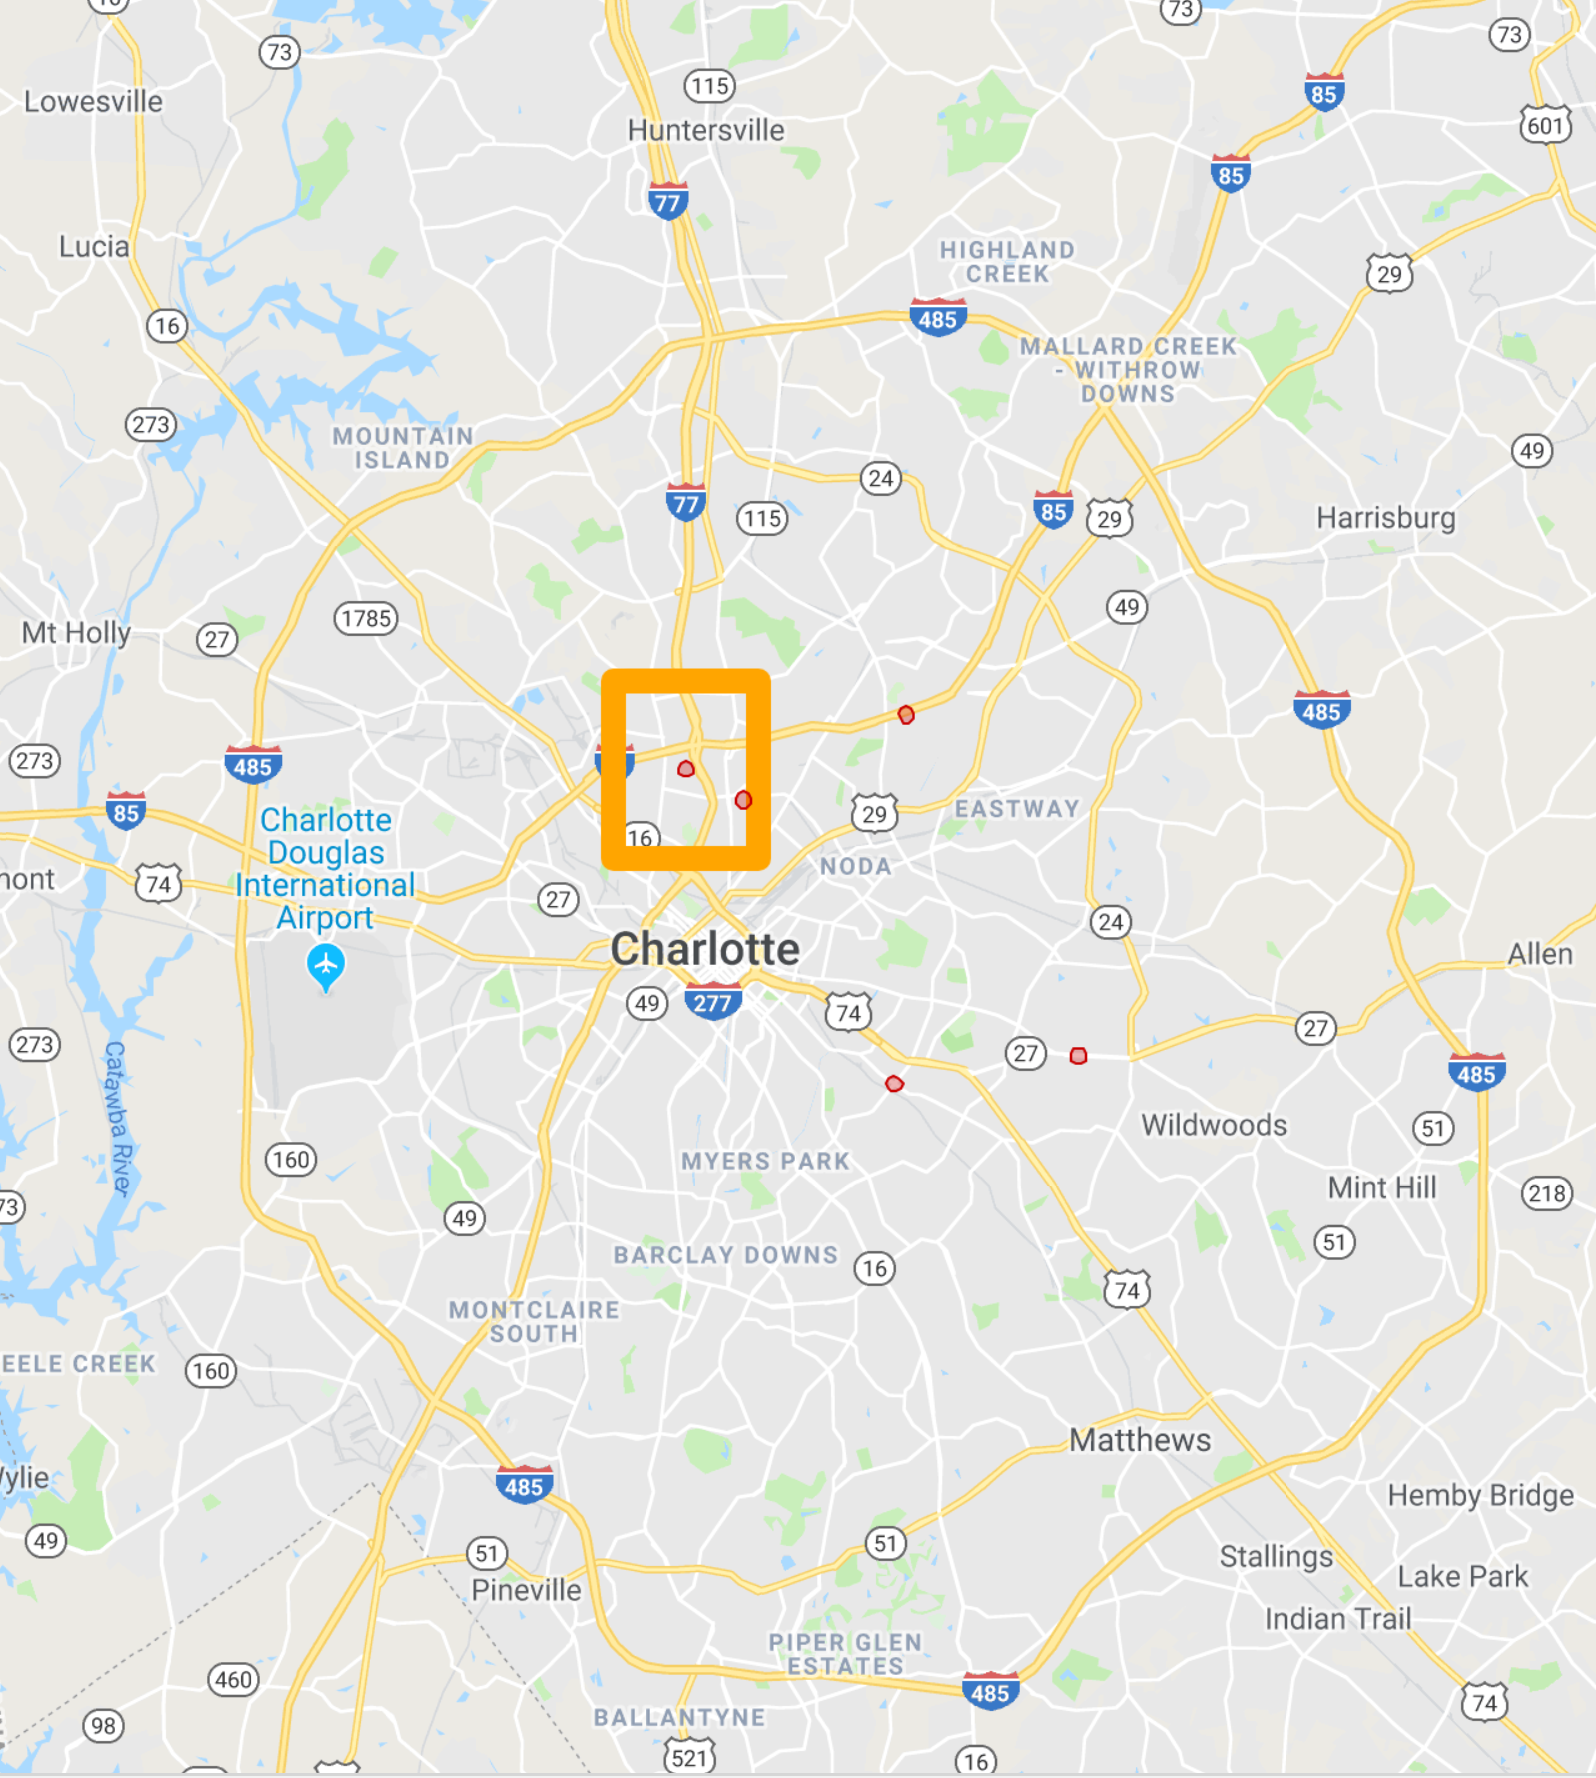 16
73
73
73
115
85
Lowesville
601
Huntersville
85
77
Lucia
HIGHLAND
CREEK
29
16
485
MALLARD CREEK
- WITHROW
DOWNS
273
MOUNTAIN
ISLAND
49
24
77
115
85
29
Harrisburg
49
1785
Mt Holly
27
485
273
485
85
Charlotte
Douglas
International
Airport
29
EASTWAY
16
NODA
mont
74
27
24
Charlotte
Allen
49
277
74
27
273
27
485
Catawba River
Wildwoods
51
160
MYERS PARK
Mint Hill
218
73
49
51
BARCLAY DOWNS
16
74
MONTCLAIRE
SOUTH
EELE CREEK
160
Matthews
ylie
485
Hemby Bridge
49
51
51
Stallings
Pineville
Lake Park
Indian Trail
PIPER GLEN
ESTATES
460
485
74
98
BALLANTYNE
521
16